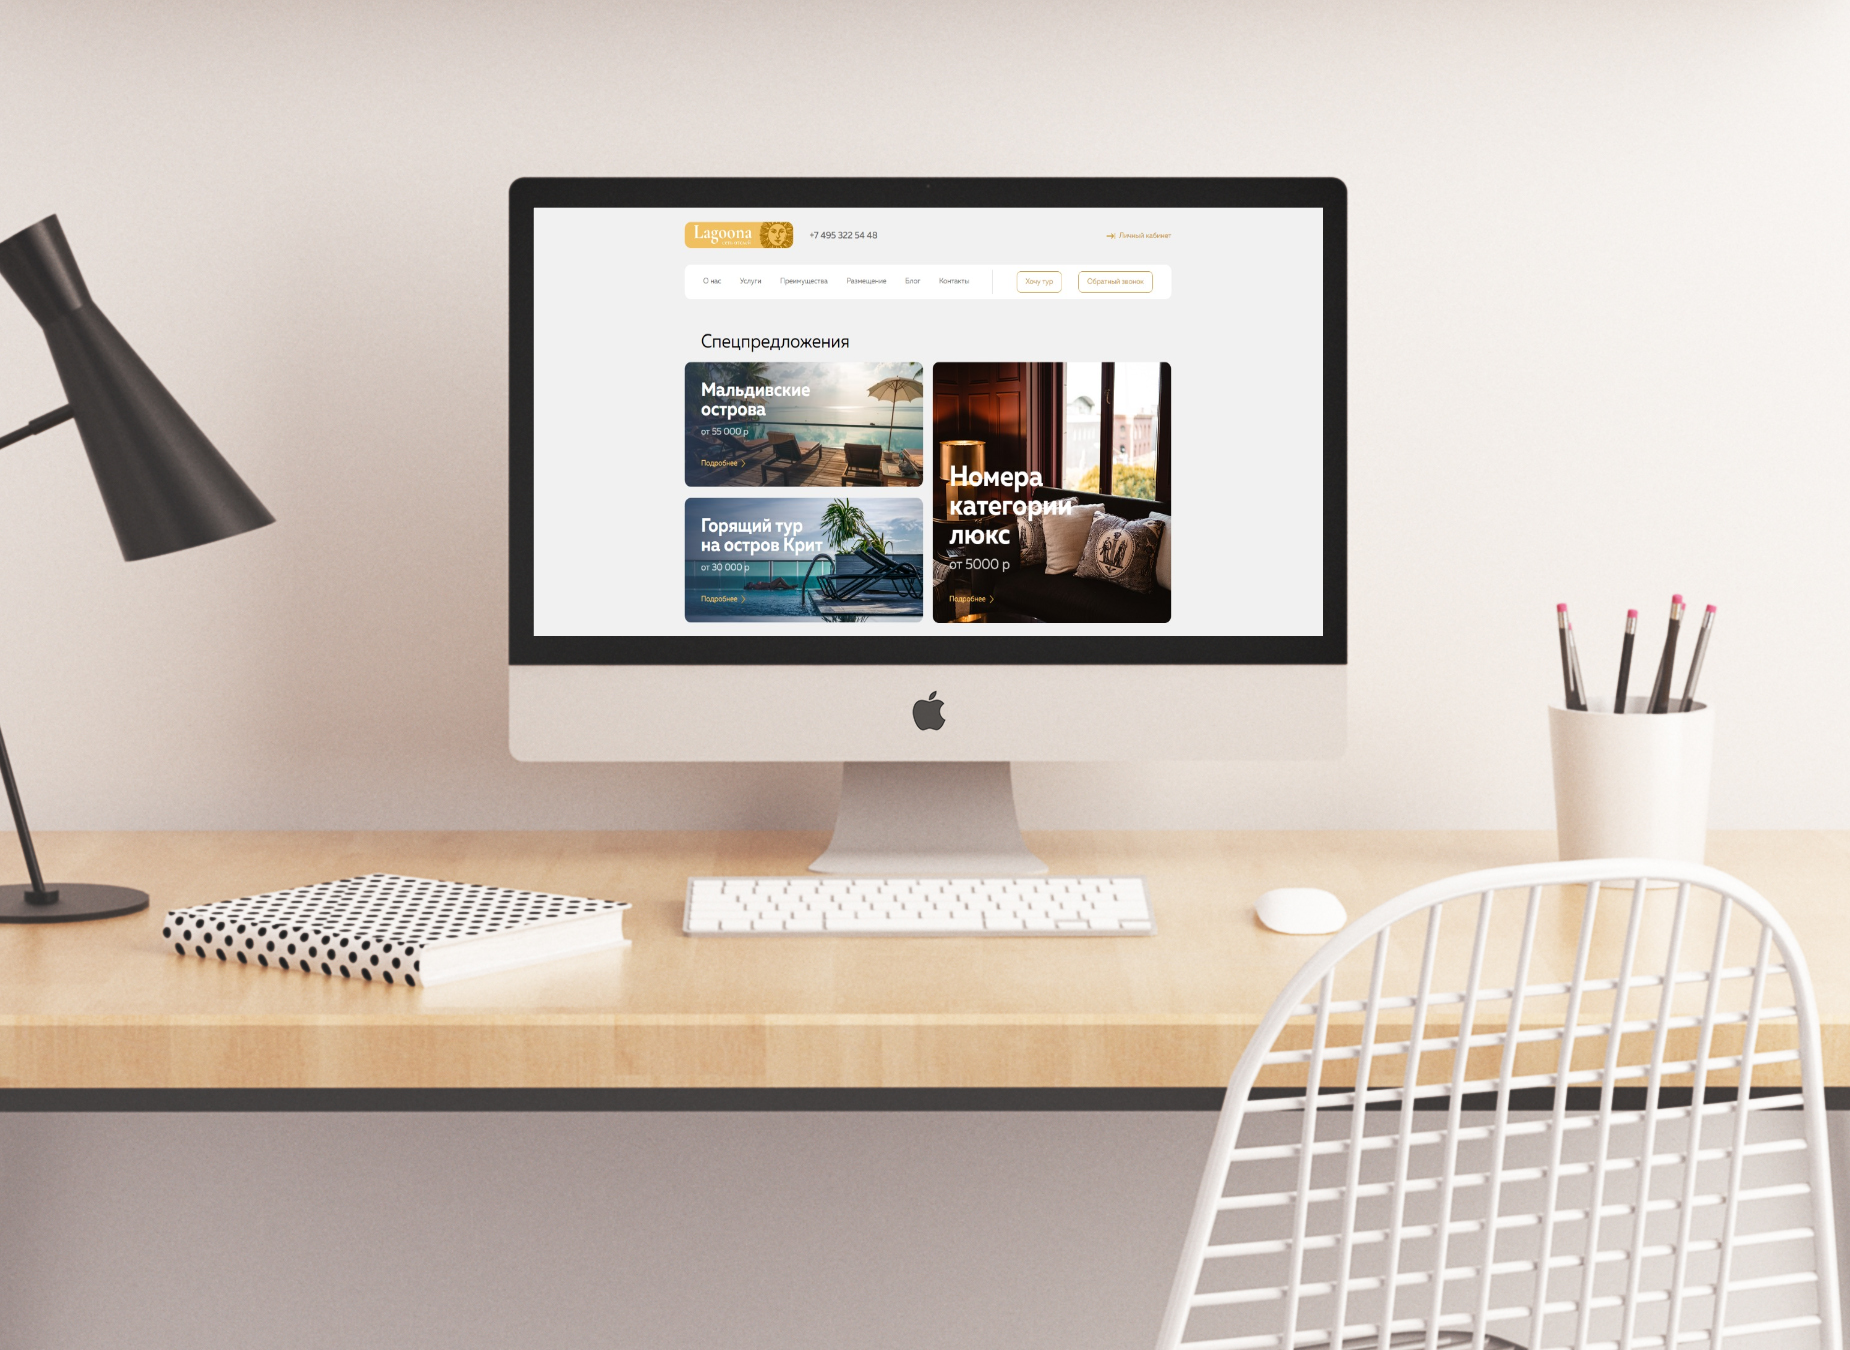 Lagoona
+7 495 322 54 48
Личный кабинет
О нас Услуги Преимущества Размещение Блог Контакты Хочу тур Обратный звонок
Спецпредложения
Мальдивские
острова
от 55 000 р
Подробнее
Горящий тур
на остров Крит
от 30 000 р
Подробнее
Номера
категории
люкс
от 5000 р
Подробнее